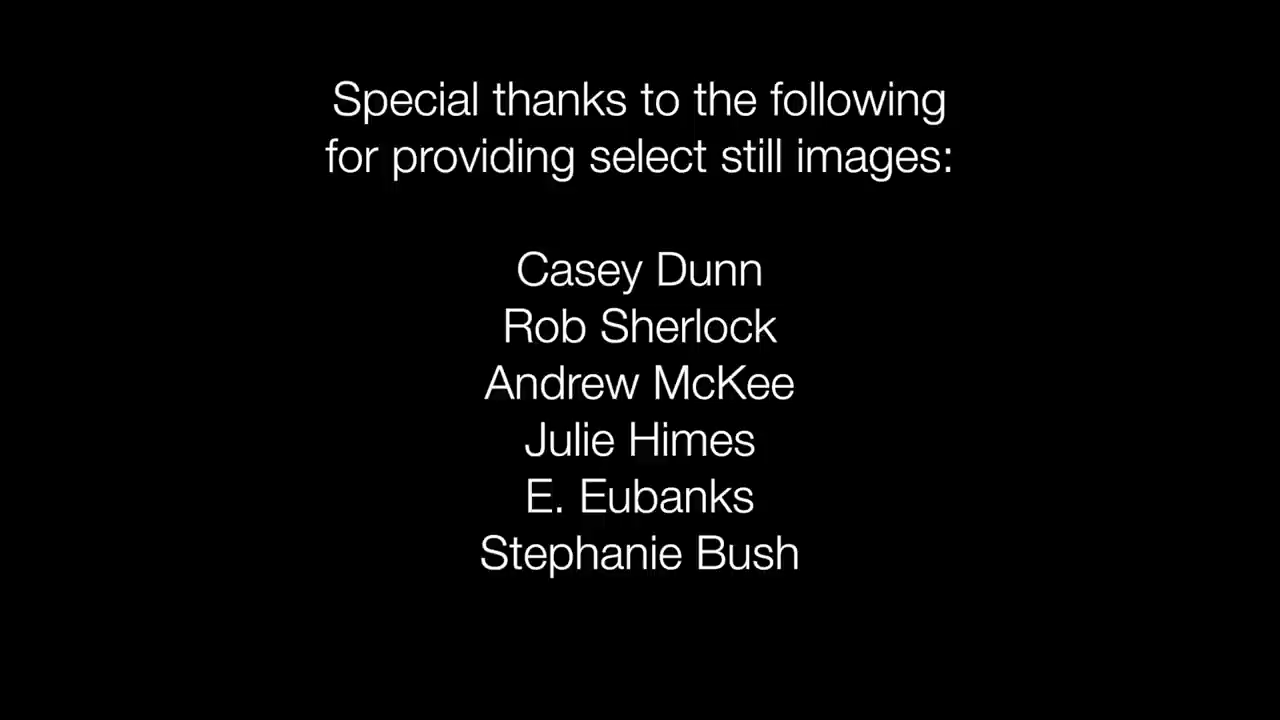 Special thanks to the following
for providing select still images:
Casey Dunn
Rob Sherlock
Andrew McKee
Julie Himes
E. Eubanks
Stephanie Bush